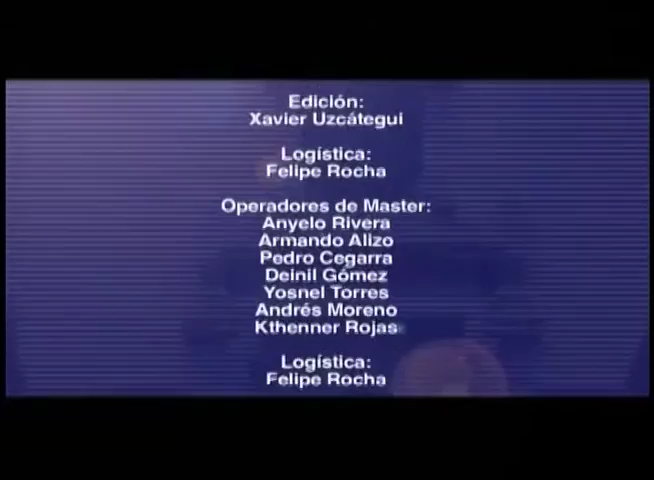 Edición:
Xavier Uzcátegui
Logística:
Felipe Rocha
Operadores de Master:
Anyelo Rivera
Armando Alizo
Pedro Cegarra
Deinil Gómez
Yosnel Torres
Andrés Moreno
Kthenner Rojas
Logística:
Felipe Rocha